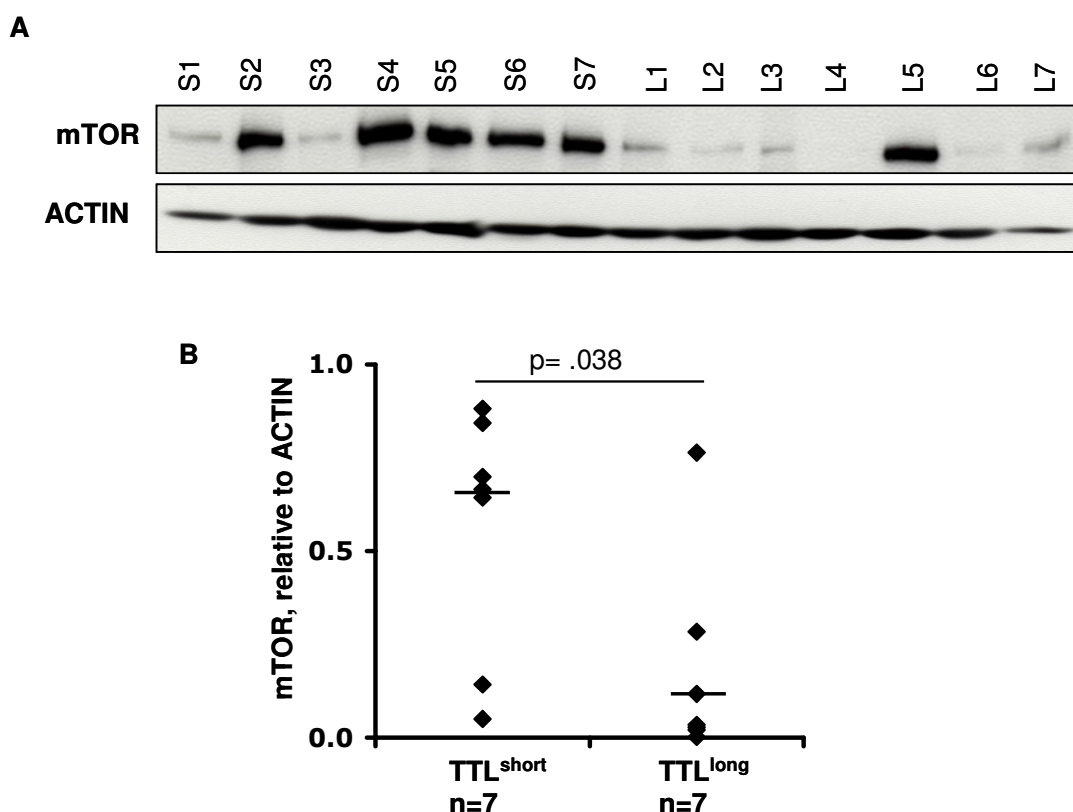 A
S1 S2 S3 S4 S5 S6 S7 L1 L2 L3 L4 L5 L6 L7
mTOR
ACTIN
B
p= .038
1.0
0.5
0.0
mTOR, relative to ACTIN
TTLshort TTLlong
n=7 n=7